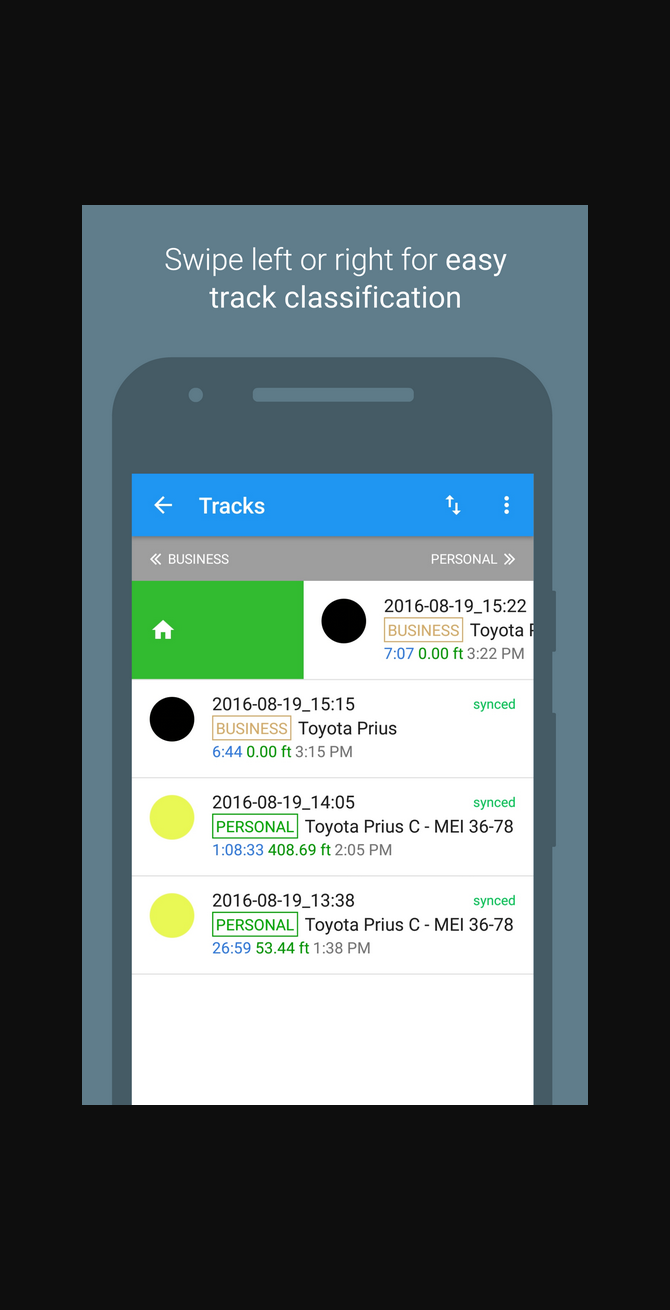 Swipe left or right for easy
track classification
Tracks
BUSINESS PERSONAL
2016-08-19_15:22
BUSINESS Toyota
7:07 0.00 ft 3:22 PM
2016-08-19_15:15 synced
BUSINESS Toyota Prius
6:44 0.00 ft 3:15 PM
2016-08-19_14:05 synced
PERSONAL Toyota Prius C - MEI 36-78
1:08:33 408.69 ft 2:05 PM
2016-08-19_13:38 synced
PERSONAL Toyota Prius C - MEI 36-78
26:59 53.44 ft 1:38 PM